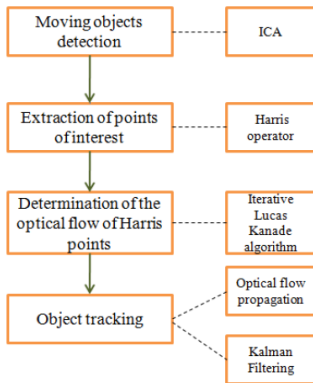 Moving objects
detection
ICA
Extraction of points
of interest
Harris
operator
Determination of the
optical flow of Harris
points
Iterative
Lucas
Kanade
algorithm
Object tracking
Optical flow
propagation
Kalman
Filtering